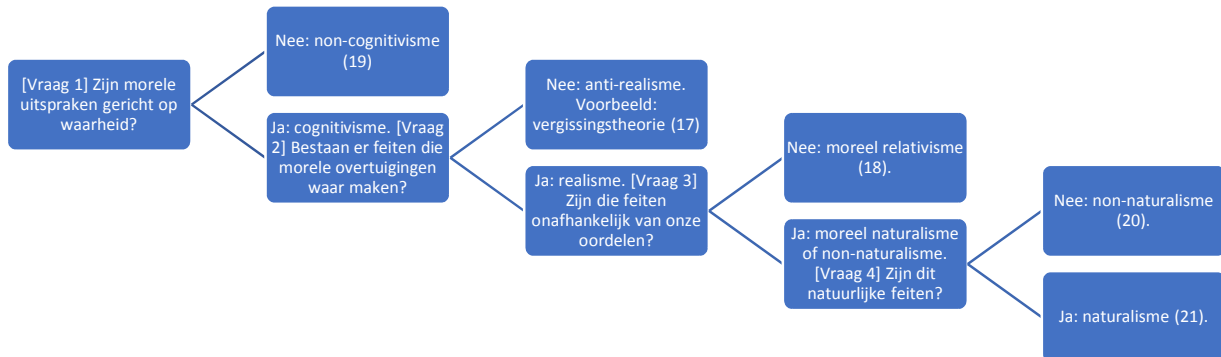 [Vraag 1] Zijn morele
uitspraken gericht op
waarheid?
Nee: non-cognitivisme
(19)
Ja: cognitivisme. [Vraag
2] Bestaan er feiten die
morele overtuigingen
waar maken?
Nee: anti-realisme.
Voorbeeld:
vergissingstheorie (17)
Ja: realisme. [Vraag 3]
Zijn die feiten
onafhankelijk van onze
oordelen?
Nee: moreel relativisme
(18).
Ja: moreel naturalisme
of non-naturalisme.
[Vraag 4] Zijn dit
natuurlijke feiten?
Nee: non-naturalisme
(20).
Ja: naturalisme (21).